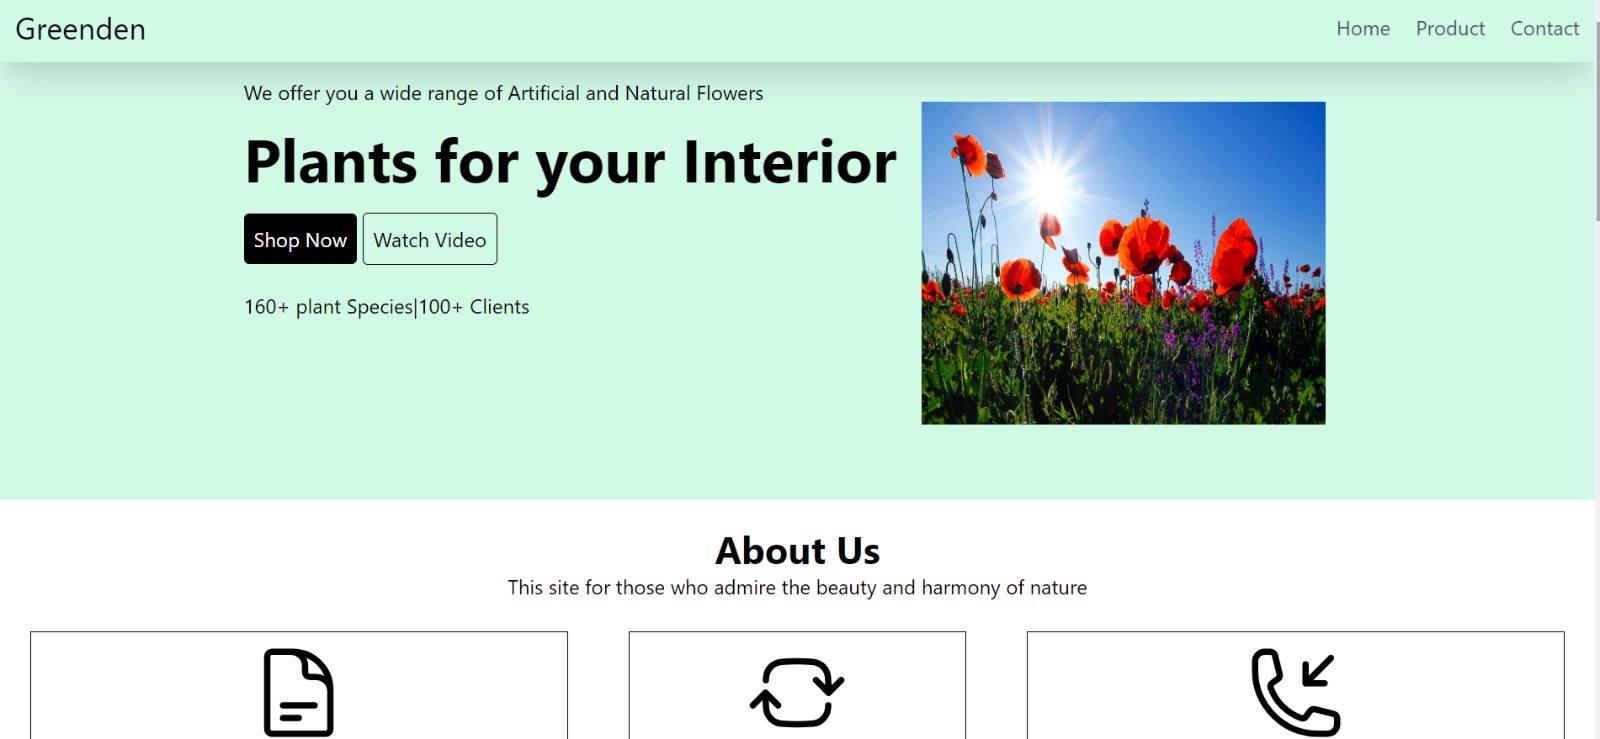 Greenden
Home Product Contact
We offer you a wide range of Artificial and Natural Flowers
Plants for your Interior
Shop Now Watch Video
160+ plant Species|100+ Clients
About Us
This site for those who admire the beauty and harmony of nature